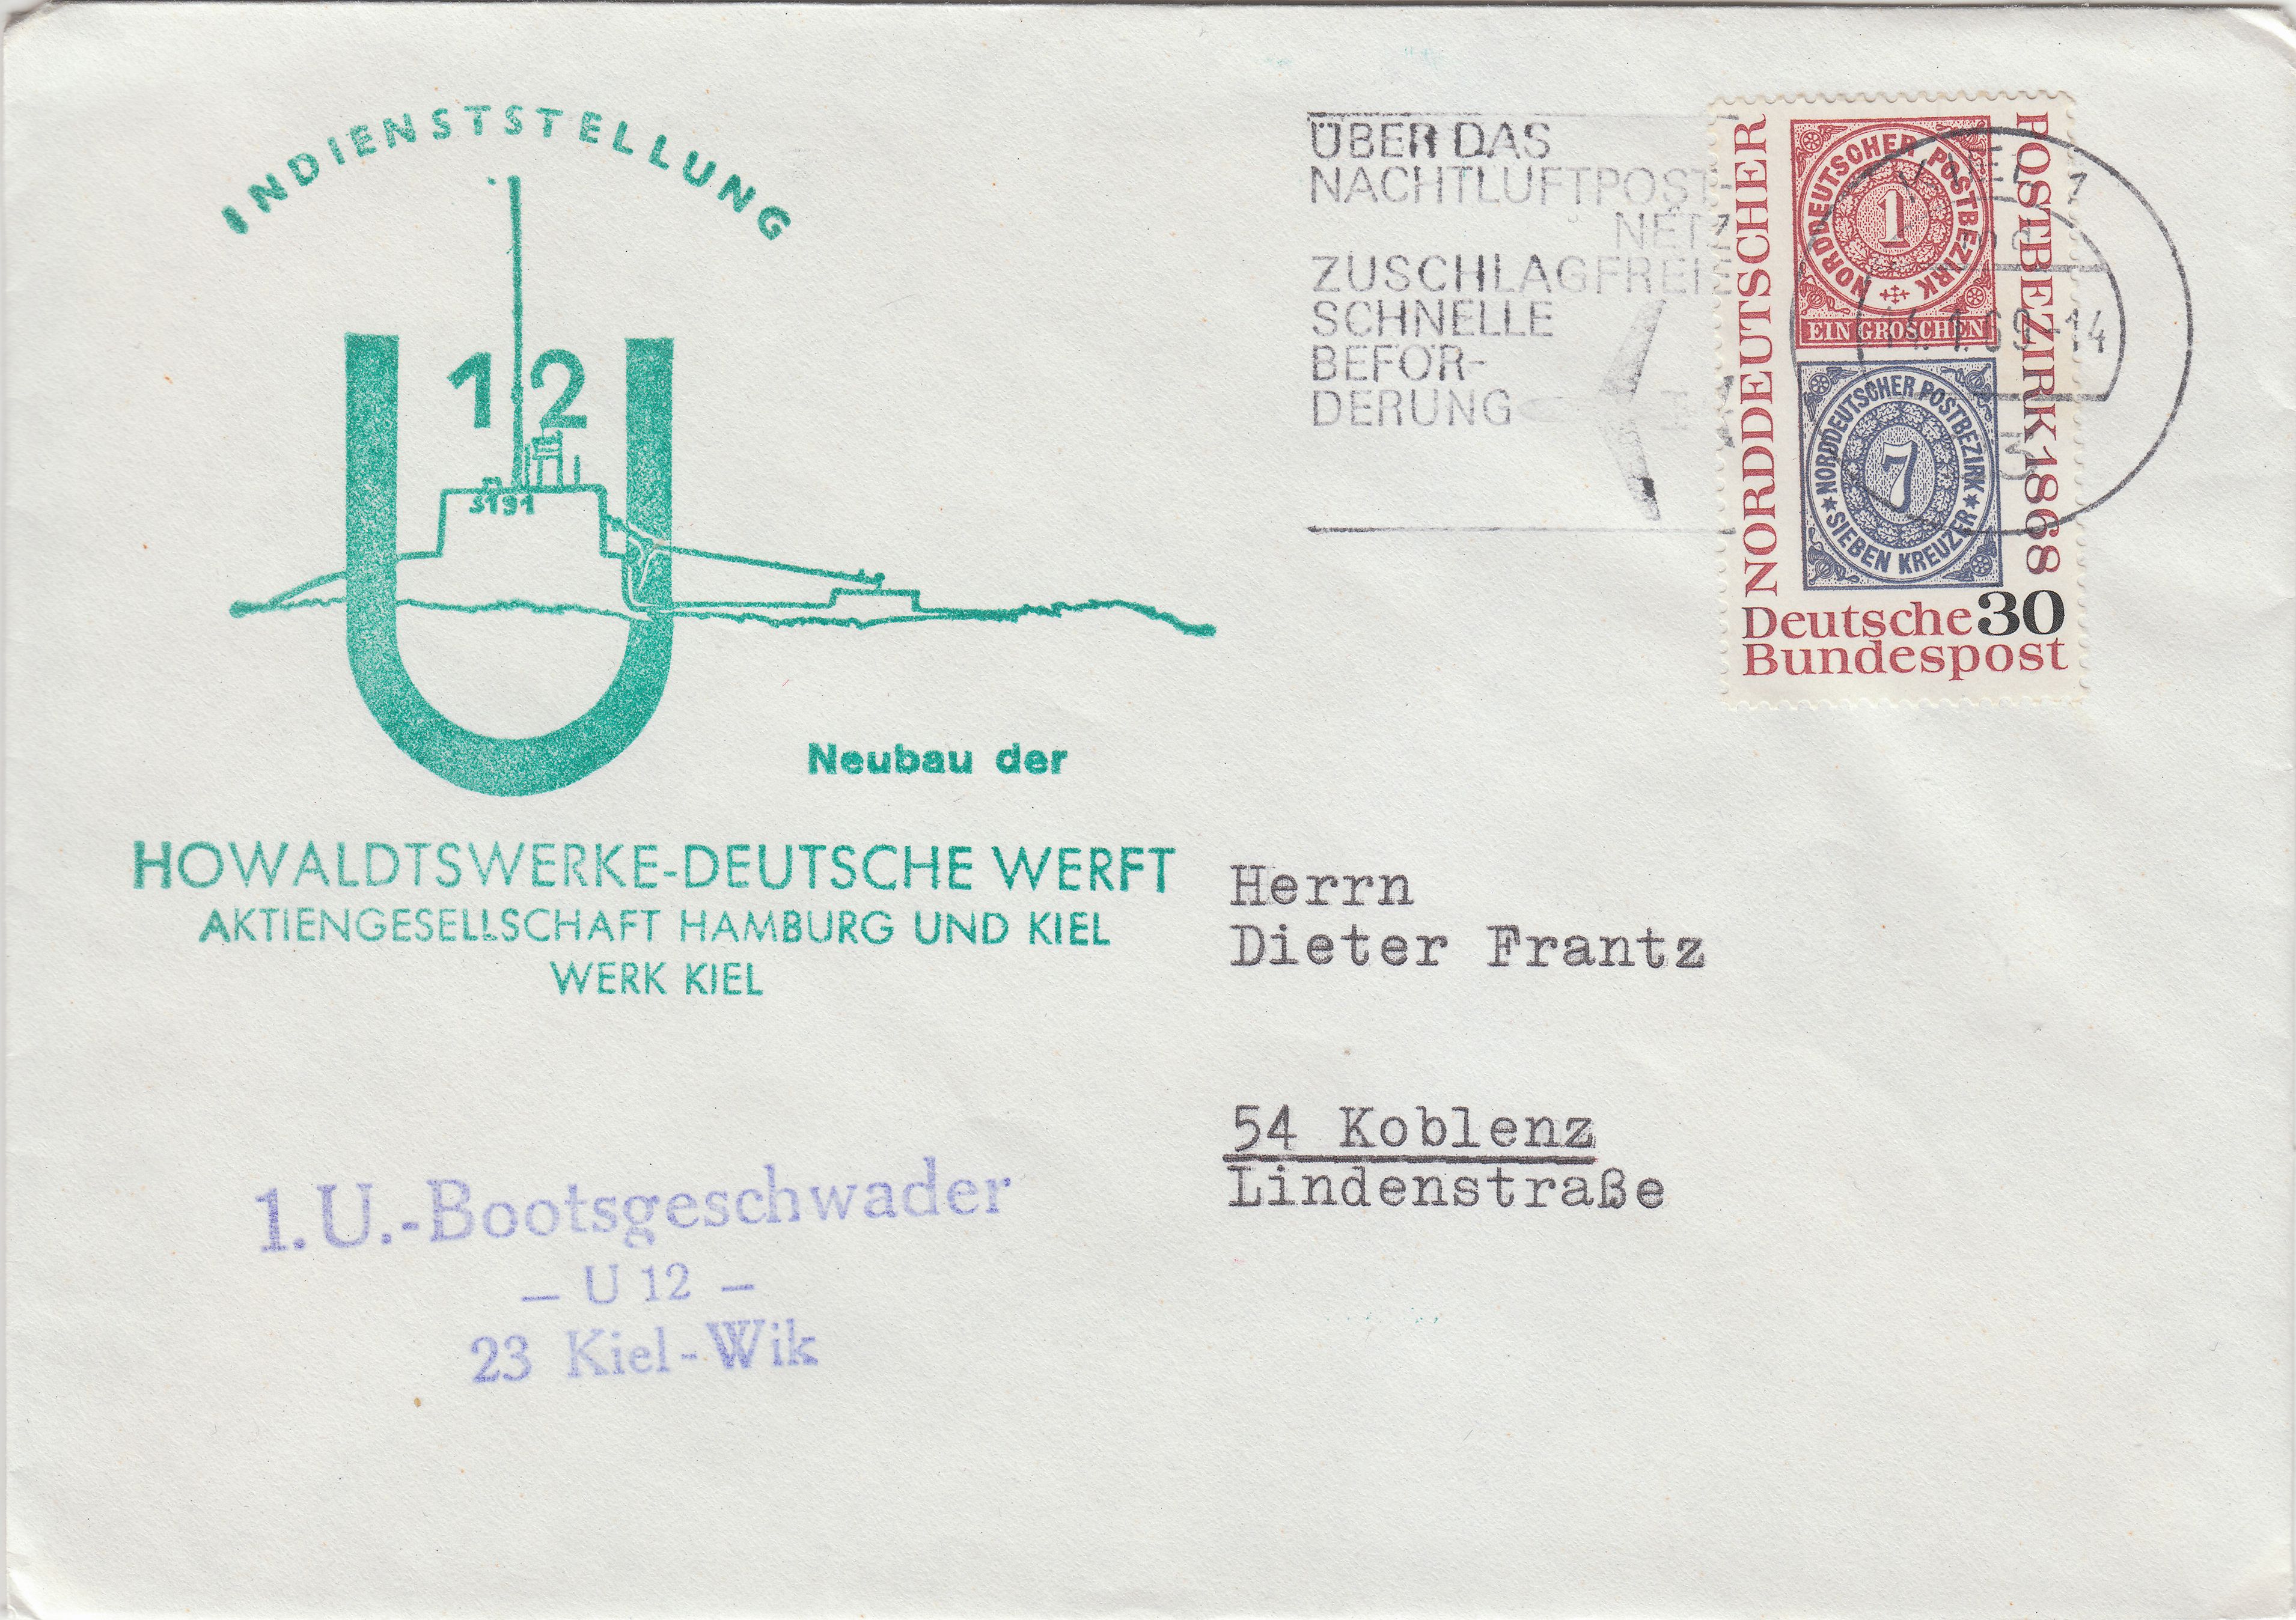 INDIENSTSTELLUNG
12
S191
U
Neubau der
HOWALDTSWERKE-DEUTSCHE WERFT
AKTIENGESELLSCHAFT HAMBURG UND KIEL
WERK KIEL
1.U.-Bootsgeschwader
– U 12 –
23 Kiel-Wik
ÜBER DAS
NACHTLUFTPOST-
NETZ
ZUSCHLAGFREIE
SCHNELLE
BEFÖR-
DERUNG
NORDDEUTSCHER
POSTBEZIRK 1868
NORDDEUTSCHER POSTBEZIRK
1
EIN GROSCHEN
NORDDEUTSCHER POSTBEZIRK
7
SIEBEN KREUZER
Deutsche 30
Bundespost
Herrn
Dieter Frantz
54 Koblenz
Lindenstraße